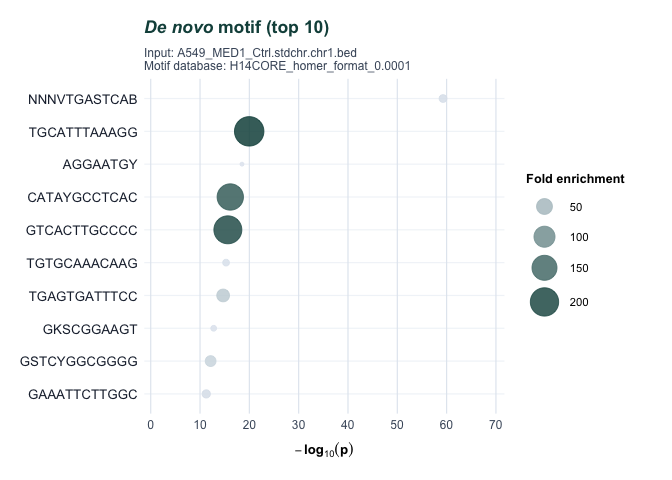 De novo motif (top 10)
Input: A549_MED1_Ctrl.stdchr.chr1.bed
Motif database: H14CORE_homer_format_0.0001
NNNVTGASTCAB
TGCATTTAAAGG
AGGAATGY
CATAYGCCTCAC
GTCACTTGCCCC
TGTGCAAACAAG
TGAGTGATTTCC
GKSCGGAAGT
GSTCYGGCGGGG
GAAATTCTTGGC
0 10 20 30 40 50 60 70
−log10(p)
Fold enrichment
50
100
150
200